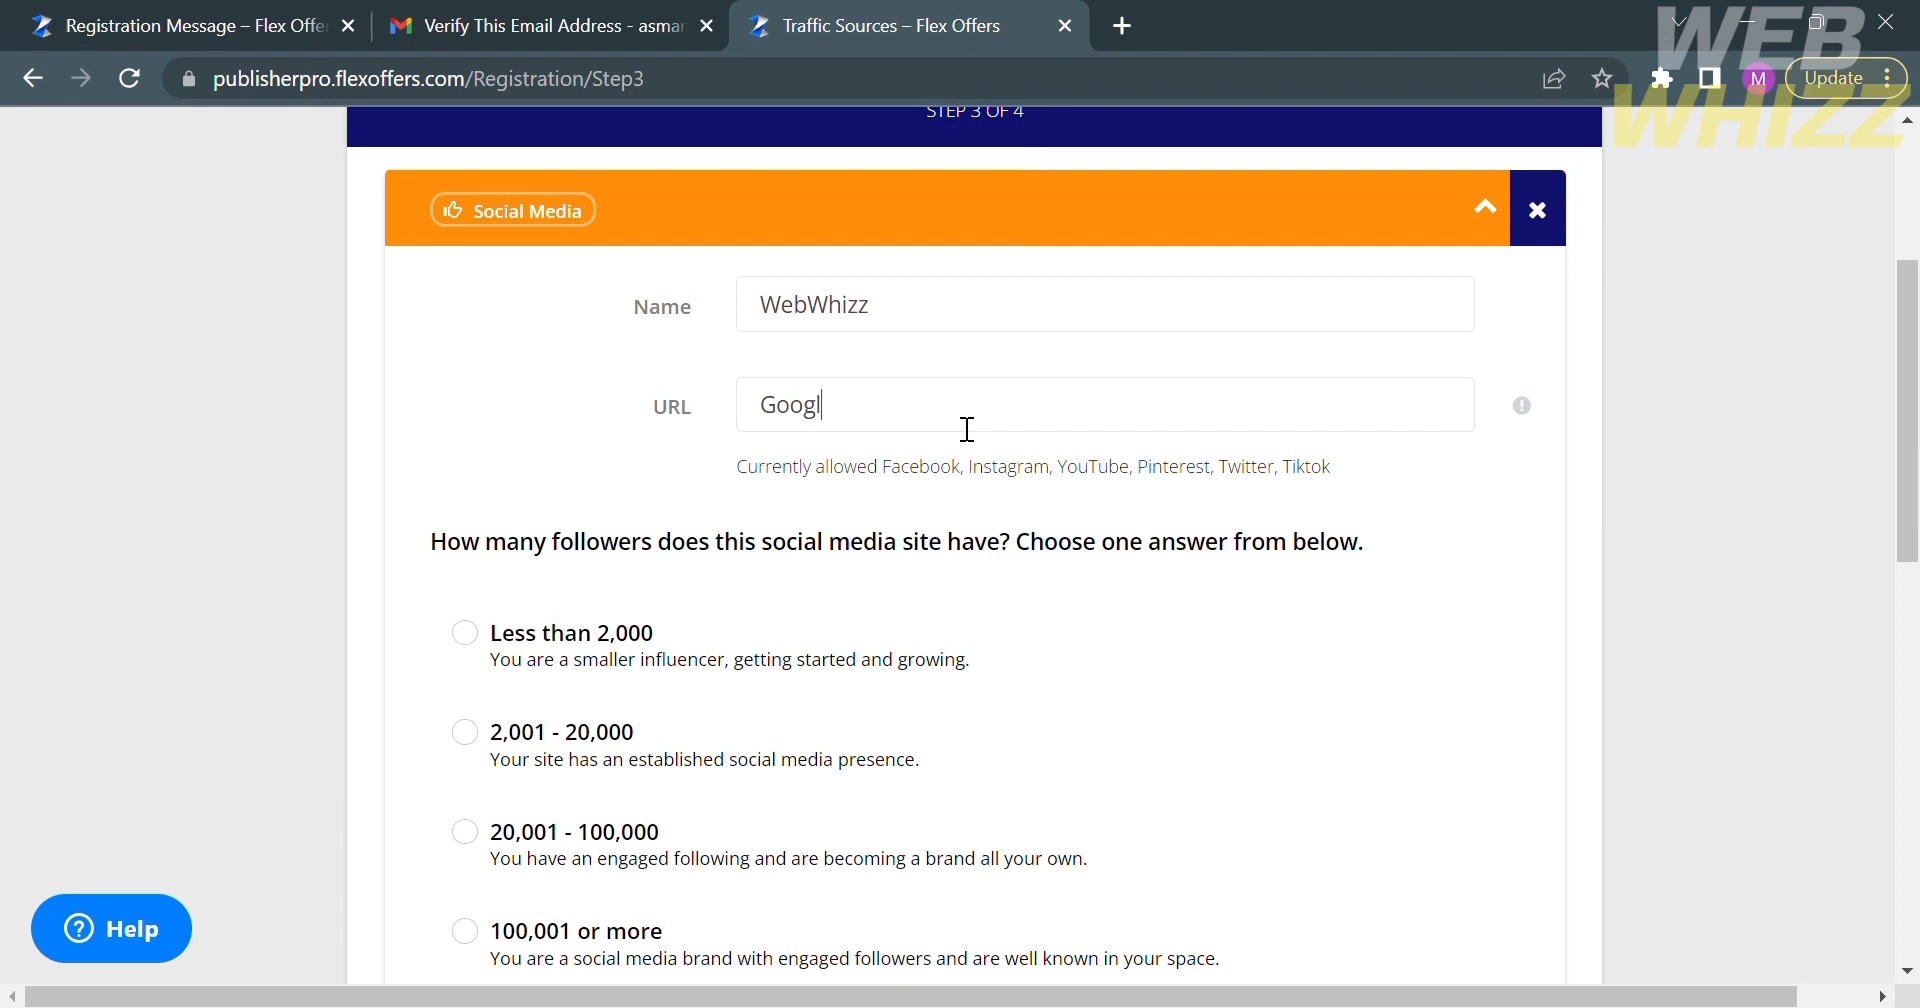 Registration Message – Flex Offe
Verify This Email Address - asmar
Traffic Sources – Flex Offers
WEB
WHIZZ
publisherpro.flexoffers.com/Registration/Step3
M
Update
STEP 3 OF 4
Social Media
Name
WebWhizz
URL
Googl
Currently allowed Facebook, Instagram, YouTube, Pinterest, Twitter, Tiktok
How many followers does this social media site have? Choose one answer from below.
Less than 2,000
You are a smaller influencer, getting started and growing.
2,001 - 20,000
Your site has an established social media presence.
20,001 - 100,000
You have an engaged following and are becoming a brand all your own.
100,001 or more
You are a social media brand with engaged followers and are well known in your space.
Help